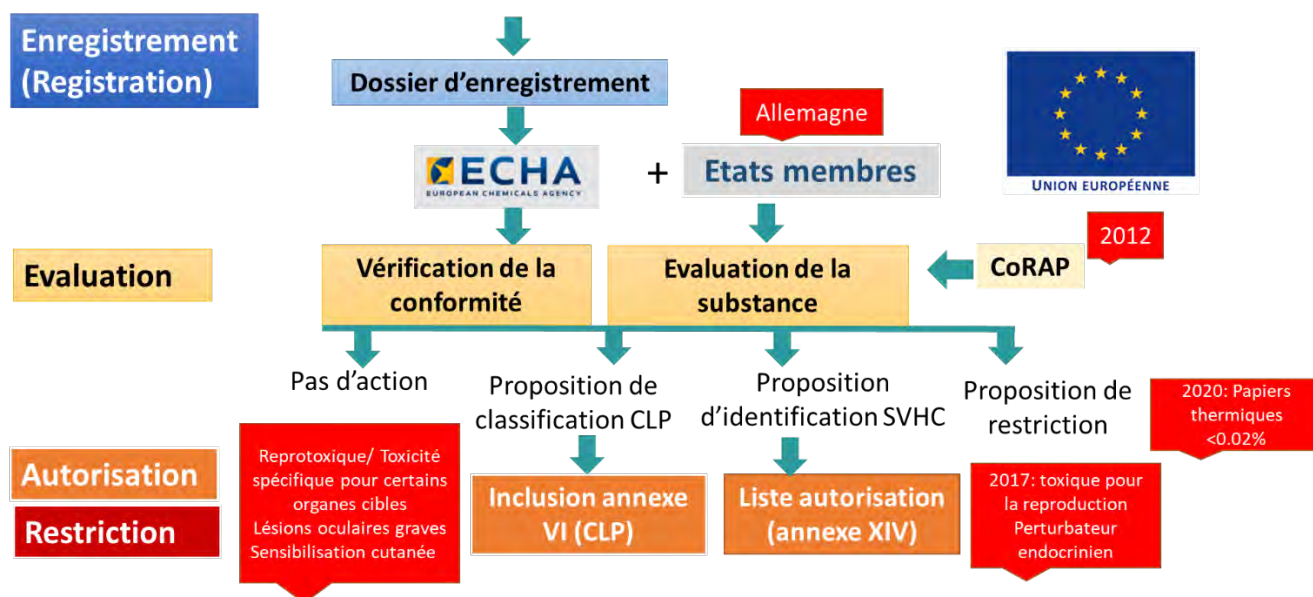 Enregistrement
(Registration)
Dossier d'enregistrement
Allemagne
ECHA
EUROPEAN CHEMICALS AGENCY
+
Etats membres
UNION EUROPÉENNE
2012
Evaluation
Vérification de la
conformité
Evaluation de la
substance
CoRAP
Pas d'action
Proposition de
classification CLP
Proposition
d'identification SVHC
Proposition de
restriction
2020: Papiers
thermiques
<0.02%
Autorisation
Restriction
Reprotoxique/ Toxicité
spécifique pour certains
organes cibles
Lésions oculaires graves
Sensibilisation cutanée
Inclusion annexe
VI (CLP)
Liste autorisation
(annexe XIV)
2017: toxique pour
la reproduction
Perturbateur
endocrinien